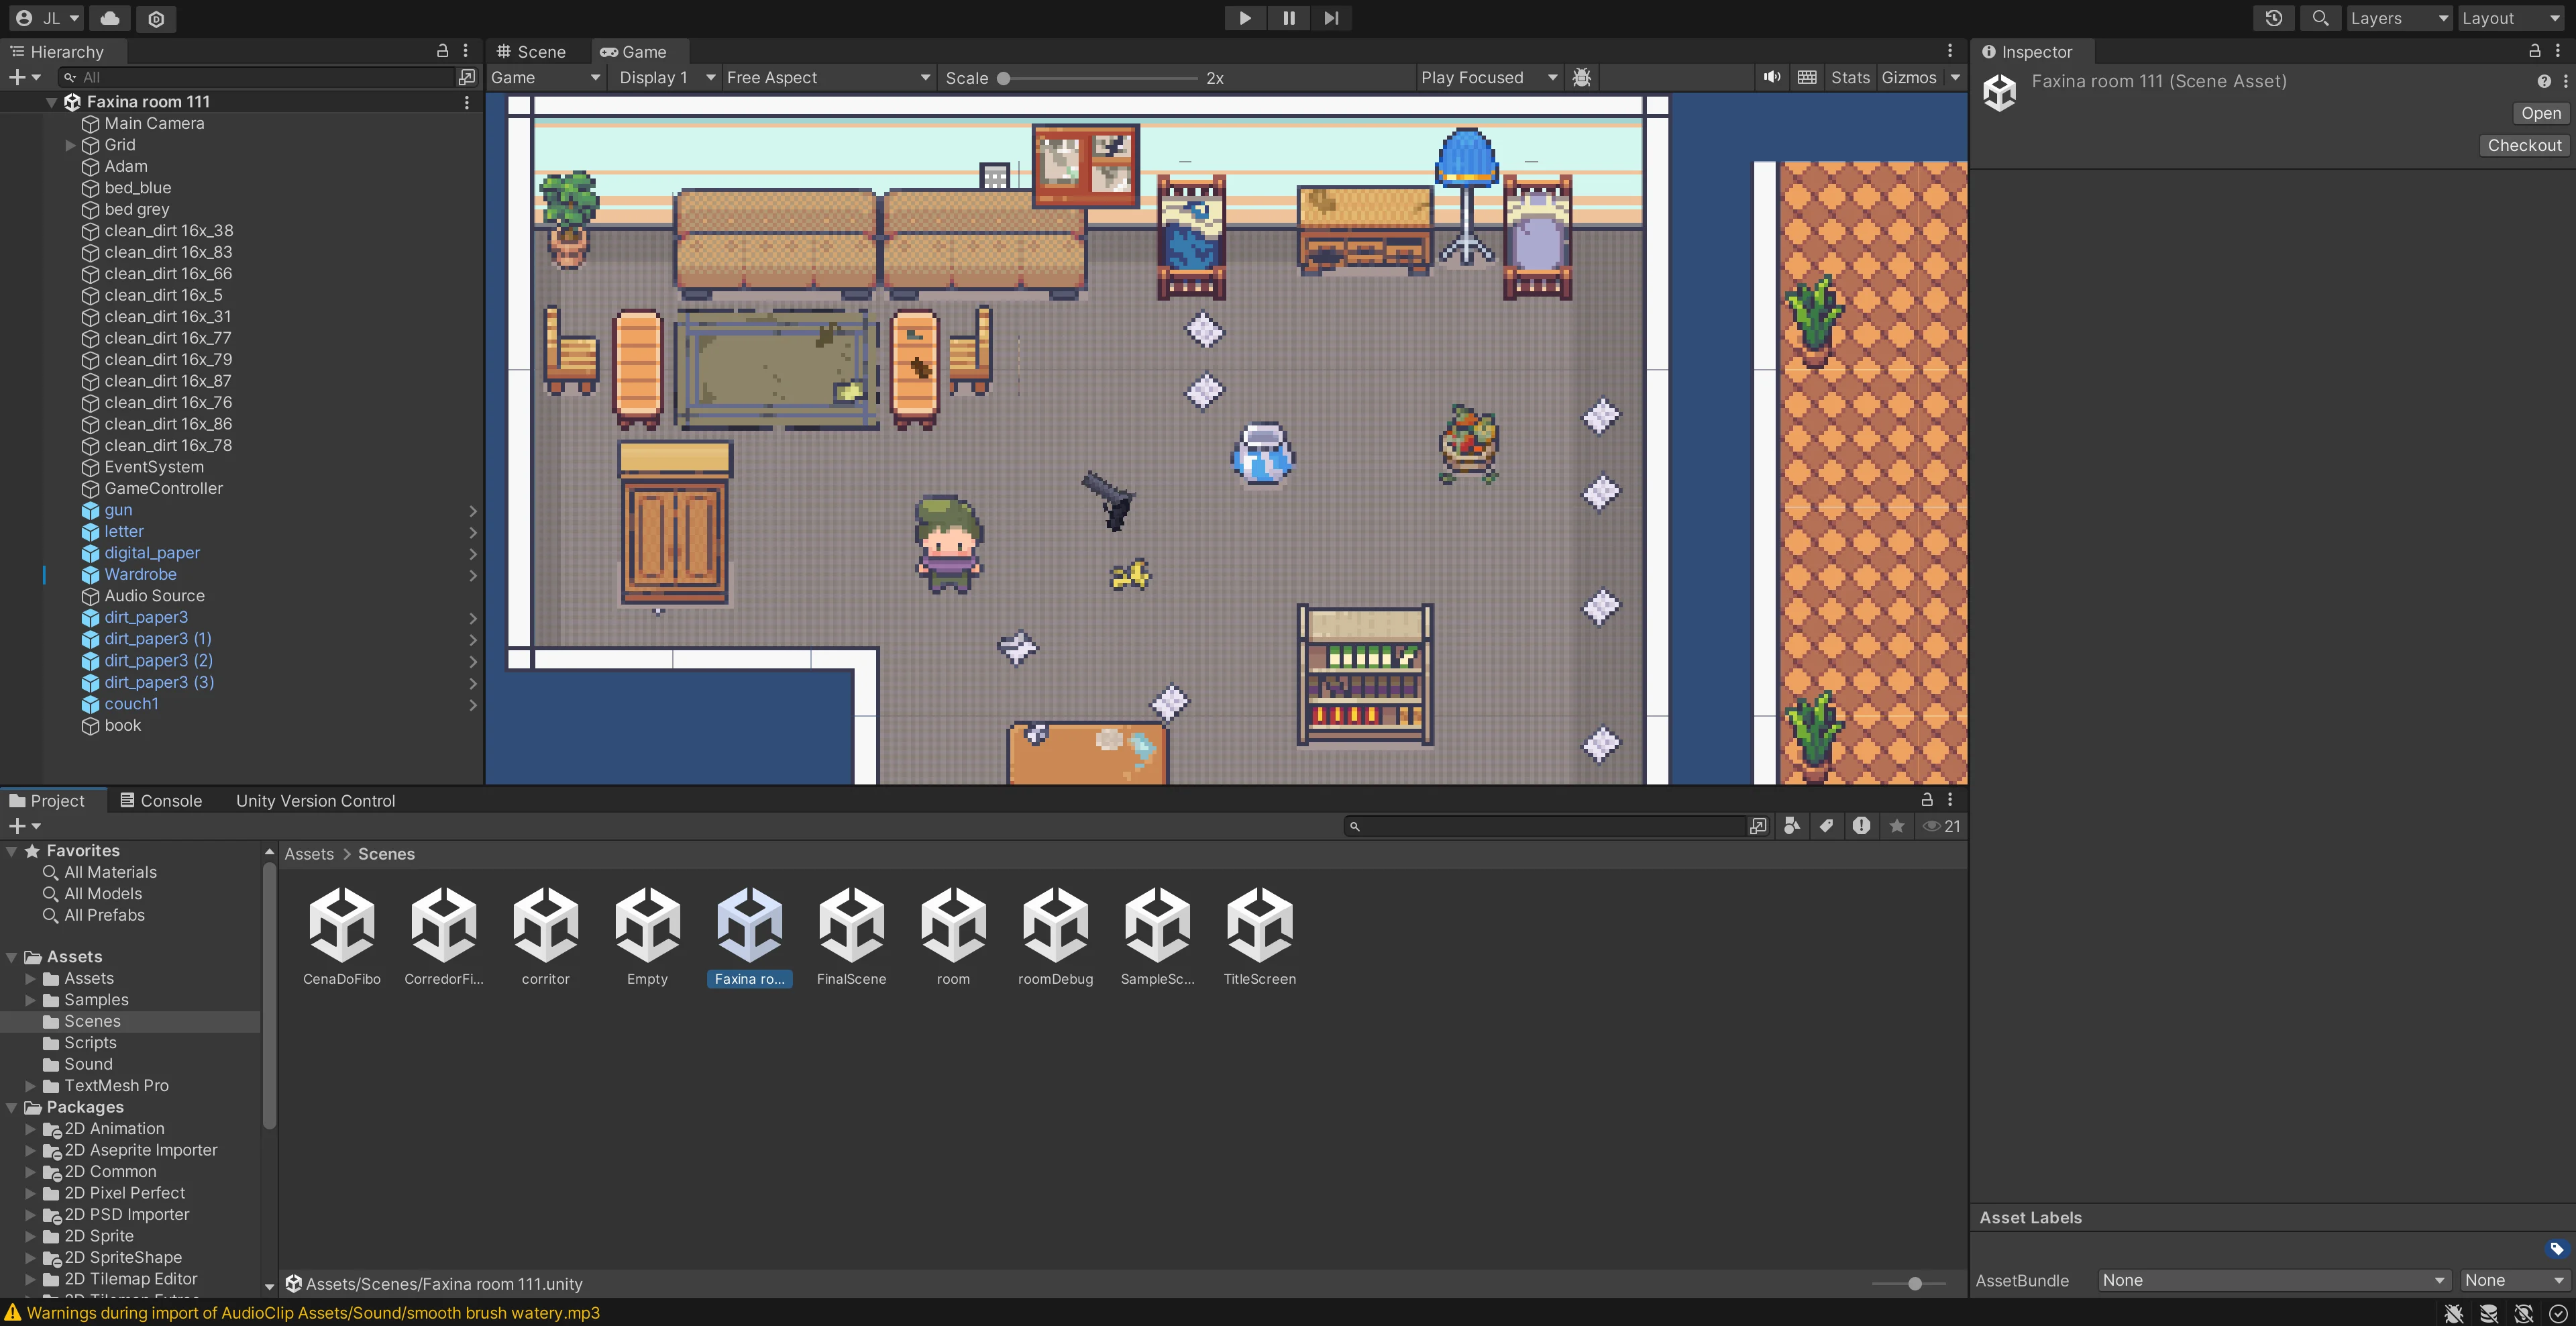 JL
Layers
Layout
Hierarchy
All
Faxina room 111
Main Camera
Grid
Adam
bed_blue
bed grey
clean_dirt 16x_38
clean_dirt 16x_83
clean_dirt 16x_66
clean_dirt 16x_5
clean_dirt 16x_31
clean_dirt 16x_77
clean_dirt 16x_79
clean_dirt 16x_87
clean_dirt 16x_76
clean_dirt 16x_86
clean_dirt 16x_78
EventSystem
GameController
gun
letter
digital_paper
Wardrobe
Audio Source
dirt_paper3
dirt_paper3 (1)
dirt_paper3 (2)
dirt_paper3 (3)
couch1
book
Scene
Game
Game
Display 1
Free Aspect
Scale
2x
Play Focused
Stats
Gizmos
Inspector
Faxina room 111 (Scene Asset)
Open
Checkout
Project
Console
Unity Version Control
21
Favorites
All Materials
All Models
All Prefabs
Assets
Assets
Samples
Scenes
Scripts
Sound
TextMesh Pro
Packages
2D Animation
2D Aseprite Importer
2D Common
2D Pixel Perfect
2D PSD Importer
2D Sprite
2D SpriteShape
2D Tilemap Editor
Assets > Scenes
CenaDoFibo
CorredorFi...
corritor
Empty
Faxina ro...
FinalScene
room
roomDebug
SampleSc...
TitleScreen
Assets/Scenes/Faxina room 111.unity
Asset Labels
AssetBundle
None
None
Warnings during import of AudioClip Assets/Sound/smooth brush watery.mp3